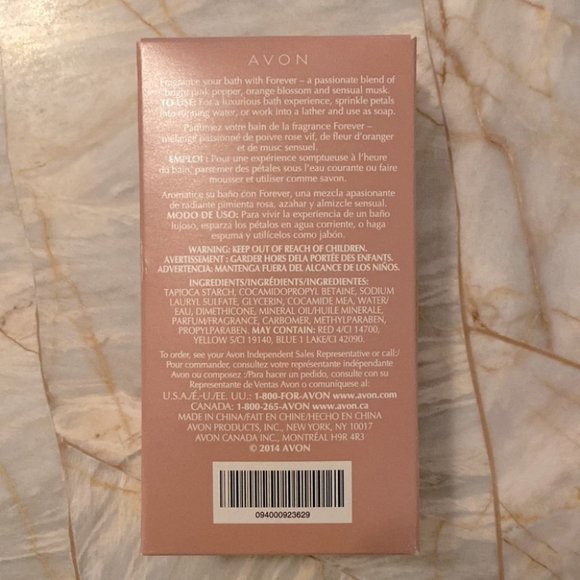 AVON
Fragrance your bath with Forever – a passionate blend of
bright pink pepper, orange blossom and sensual musk.
TO USE: For a luxurious bath experience, sprinkle petals
into running water, or work into a lather and use as soap.
Parfumez votre bain de la fragrance Forever –
mélange passionné de poivre rose vif, de fleur d'oranger
et de musc sensuel.
EMPLOI : Pour une expérience somptueuse à l'heure
du bain, parsemer des pétales sous l'eau courante ou faire
mousser et utiliser comme savon.
Aromatice su baño con Forever, una mezcla apasionante
de radiante pimienta rosa, azahar y almizcle sensual.
MODO DE USO: Para vivir la experiencia de un baño
lujoso, esparza los pétalos en agua corriente, o haga
espuma y utilícelos como jabón.
WARNING: KEEP OUT OF REACH OF CHILDREN.
AVERTISSEMENT : GARDER HORS DELA PORTÉE DES ENFANTS.
ADVERTENCIA: MANTENGA FUERA DEL ALCANCE DE LOS NIÑOS.
INGREDIENTS/INGRÉDIENTS/INGREDIENTES:
TAPIOCA STARCH, COCAMIDOPROPYL BETAINE, SODIUM
LAURYL SULFATE, GLYCERIN, COCAMIDE MEA, WATER/
EAU, DIMETHICONE, MINERAL OIL/HUILE MINERALE,
PARFUM/FRAGRANCE, CARBOMER, METHYLPARABEN,
PROPYLPARABEN. MAY CONTAIN: RED 4/CI 14700,
YELLOW 5/CI 19140, BLUE 1 LAKE/CI 42090.
To order, see your Avon Independent Sales Representative or call:/
Pour commander, consultez votre représentante indépendante
Avon ou composez :/Para hacer un pedido, consulte con su
Representante de Ventas Avon o comuníquese al:
U.S.A./É.-U./EE. UU.: 1-800-FOR-AVON www.avon.com
CANADA: 1-800-265-AVON www.avon.ca
MADE IN CHINA/FAIT EN CHINE/HECHO EN CHINA
AVON PRODUCTS, INC., NEW YORK, NY 10017
AVON CANADA INC., MONTRÉAL H9R 4R3
© 2014 AVON
094000923629